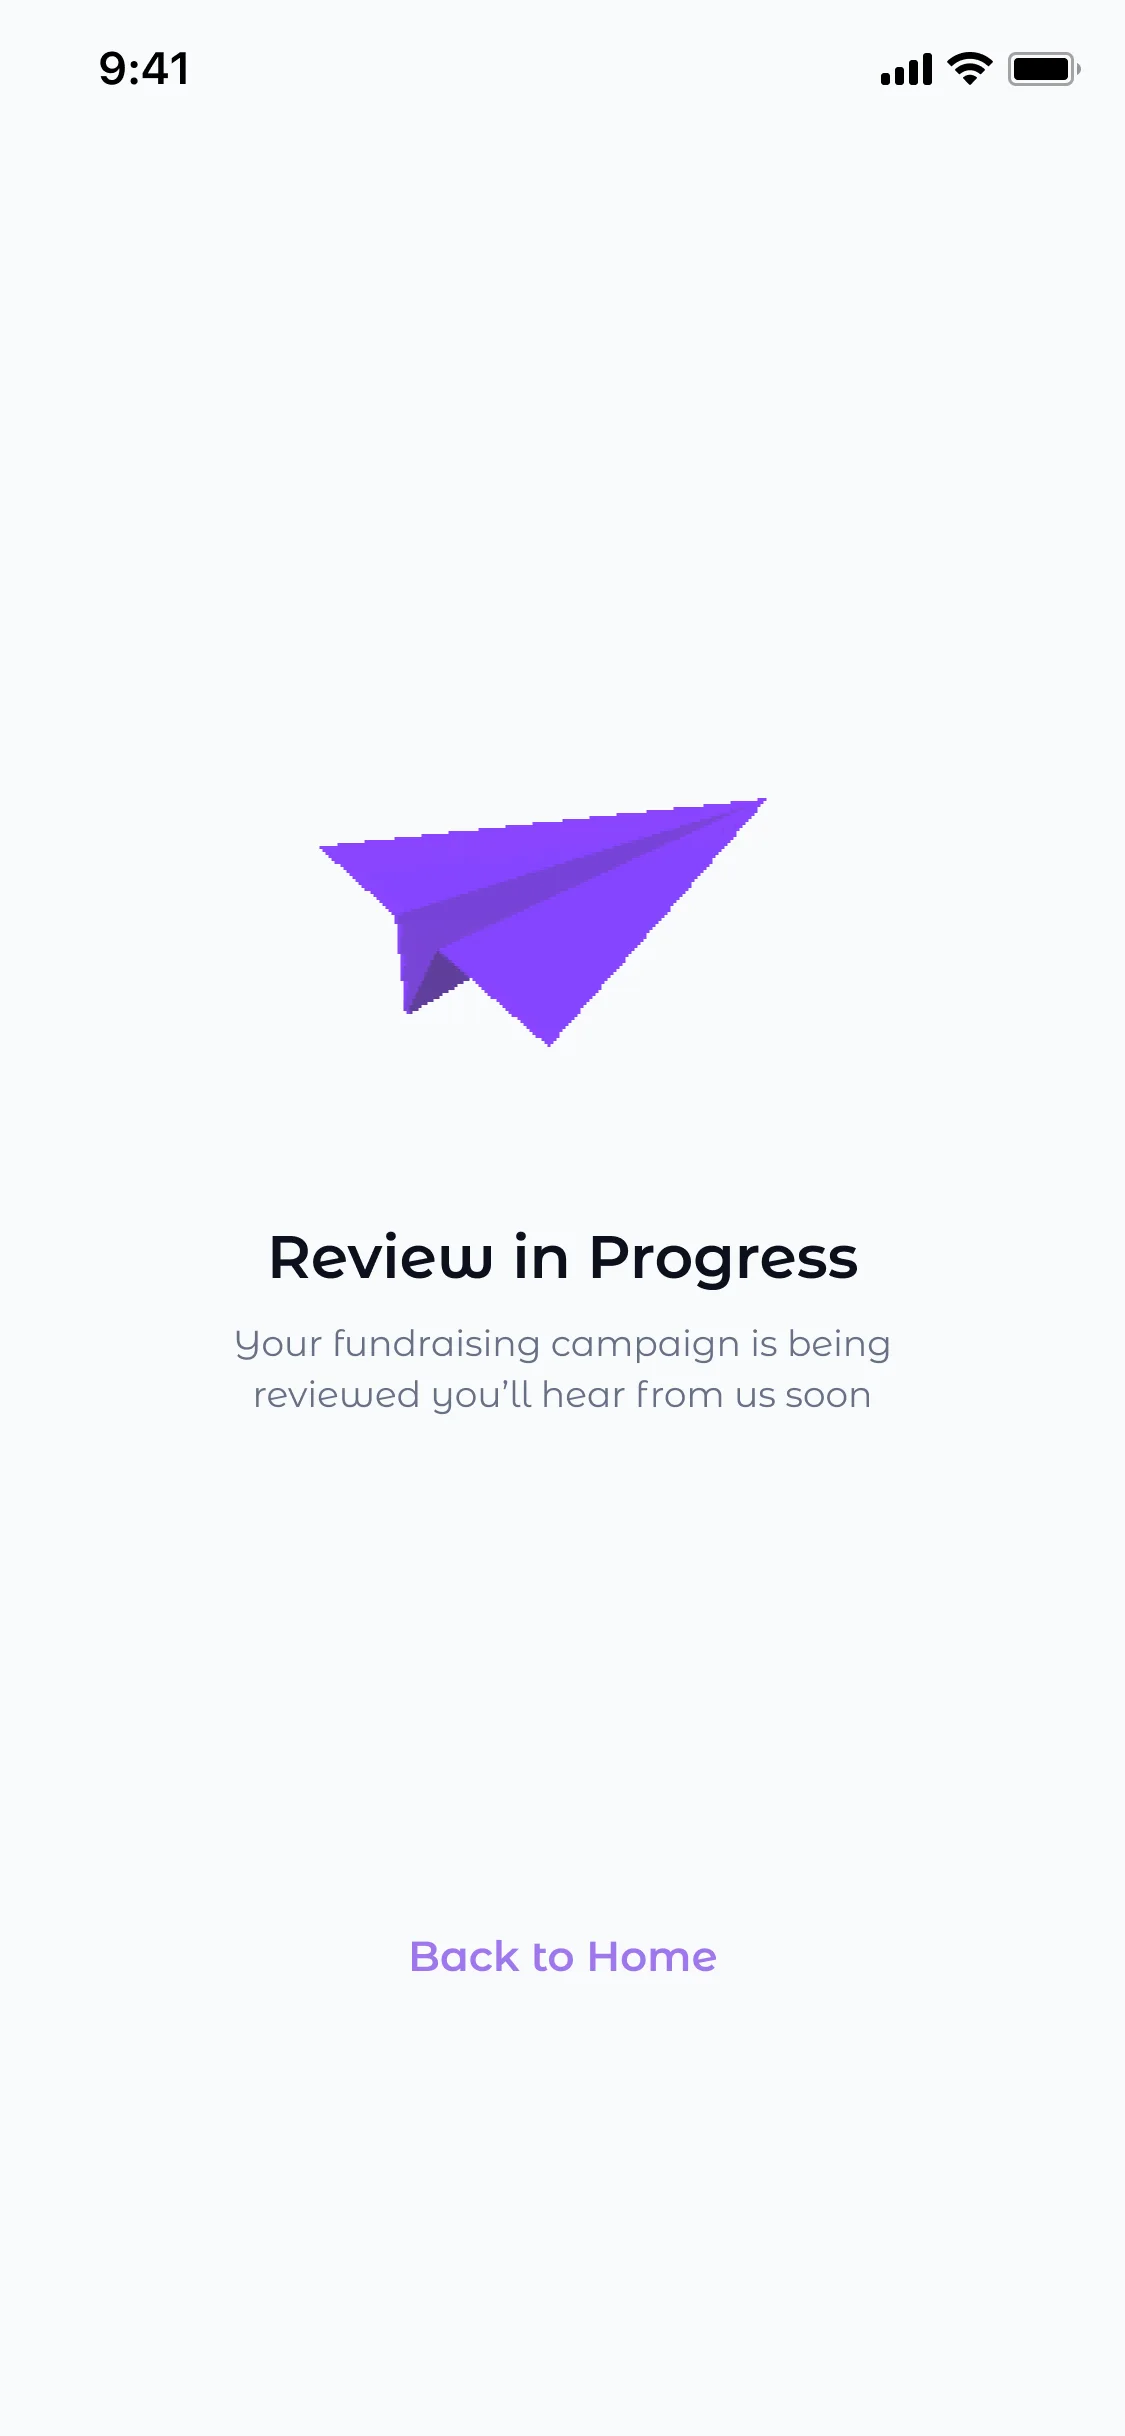 9:41
Review in Progress
Your fundraising campaign is being
reviewed you’ll hear from us soon
Back to Home